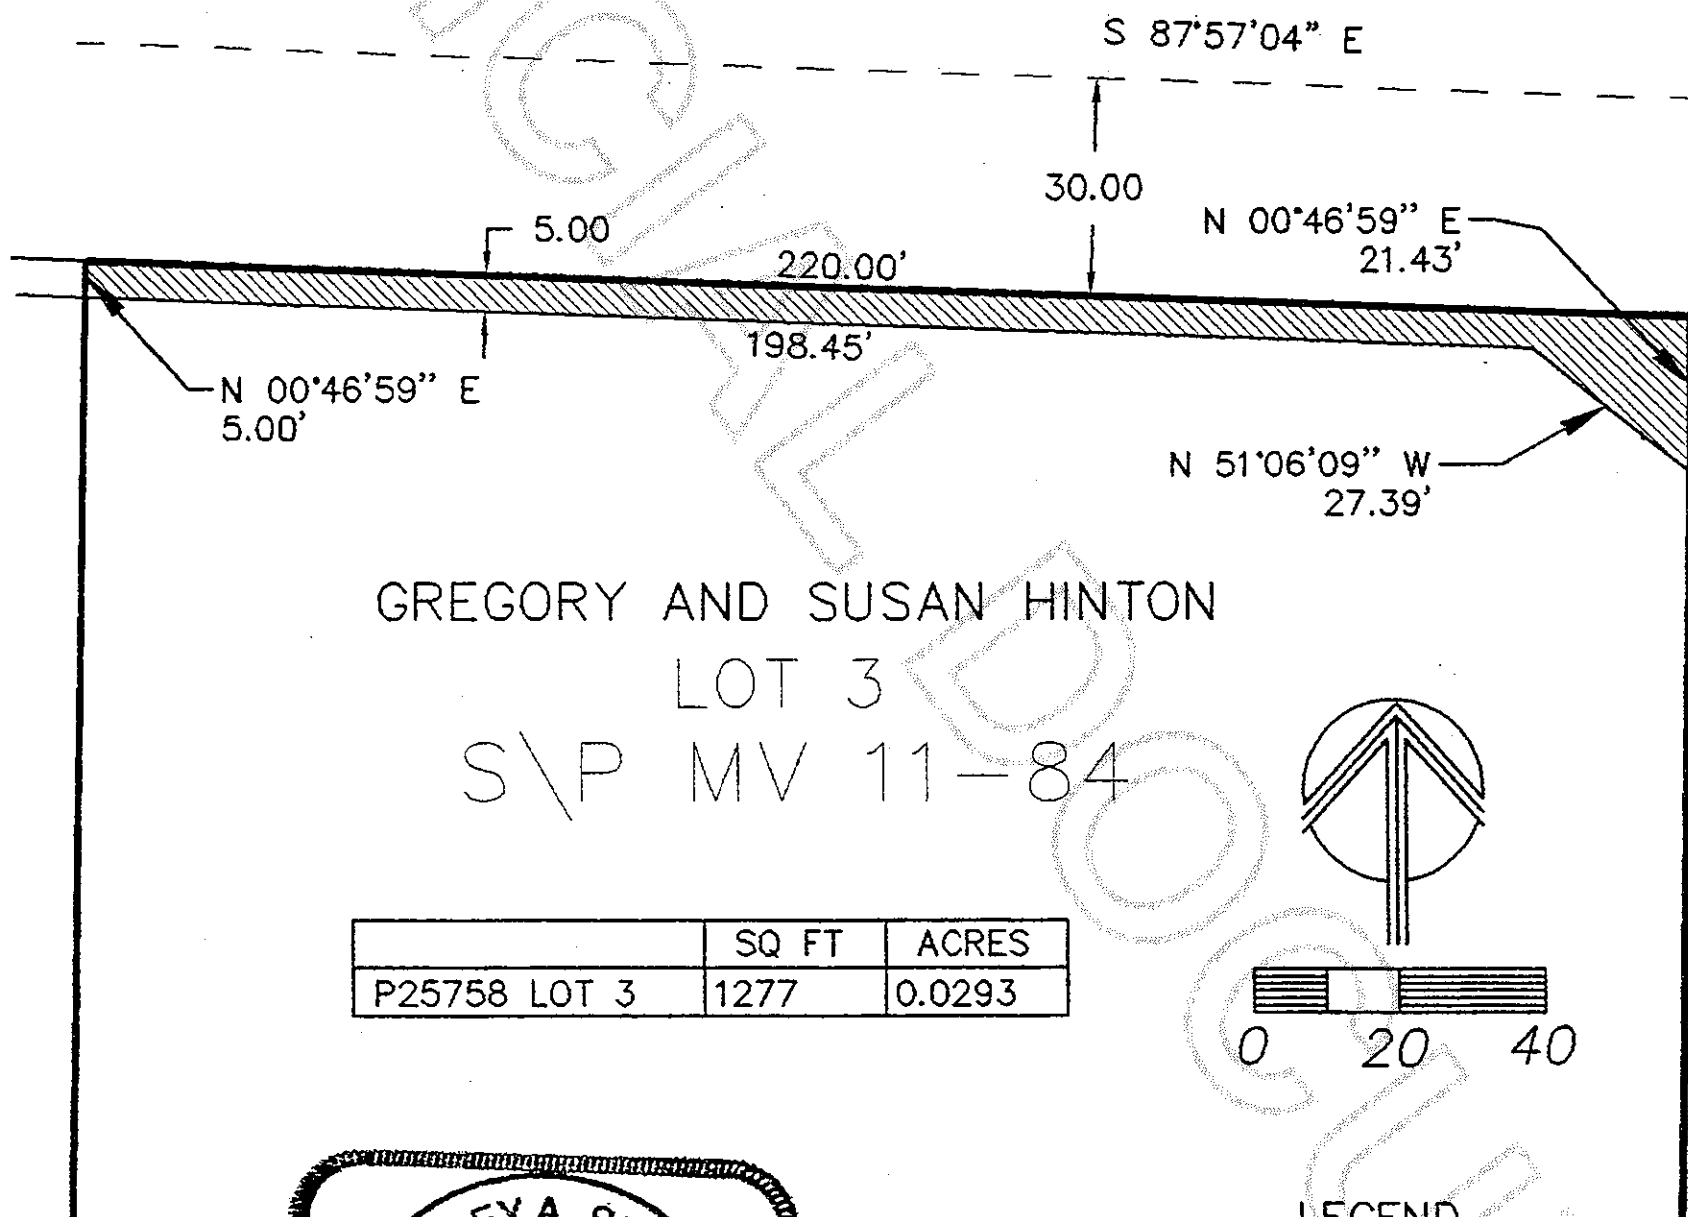 S 87°57'04" E
30.00
N 00°46'59" E
21.43'
5.00
220.00'
198.45'
N 00°46'59" E
5.00'
N 51°06'09" W
27.39'
GREGORY AND SUSAN HINTON
LOT 3
S\P MV 11-84
SQ FT ACRES
P25758 LOT 3 1277 0.0293
0 20 40
LEGEND